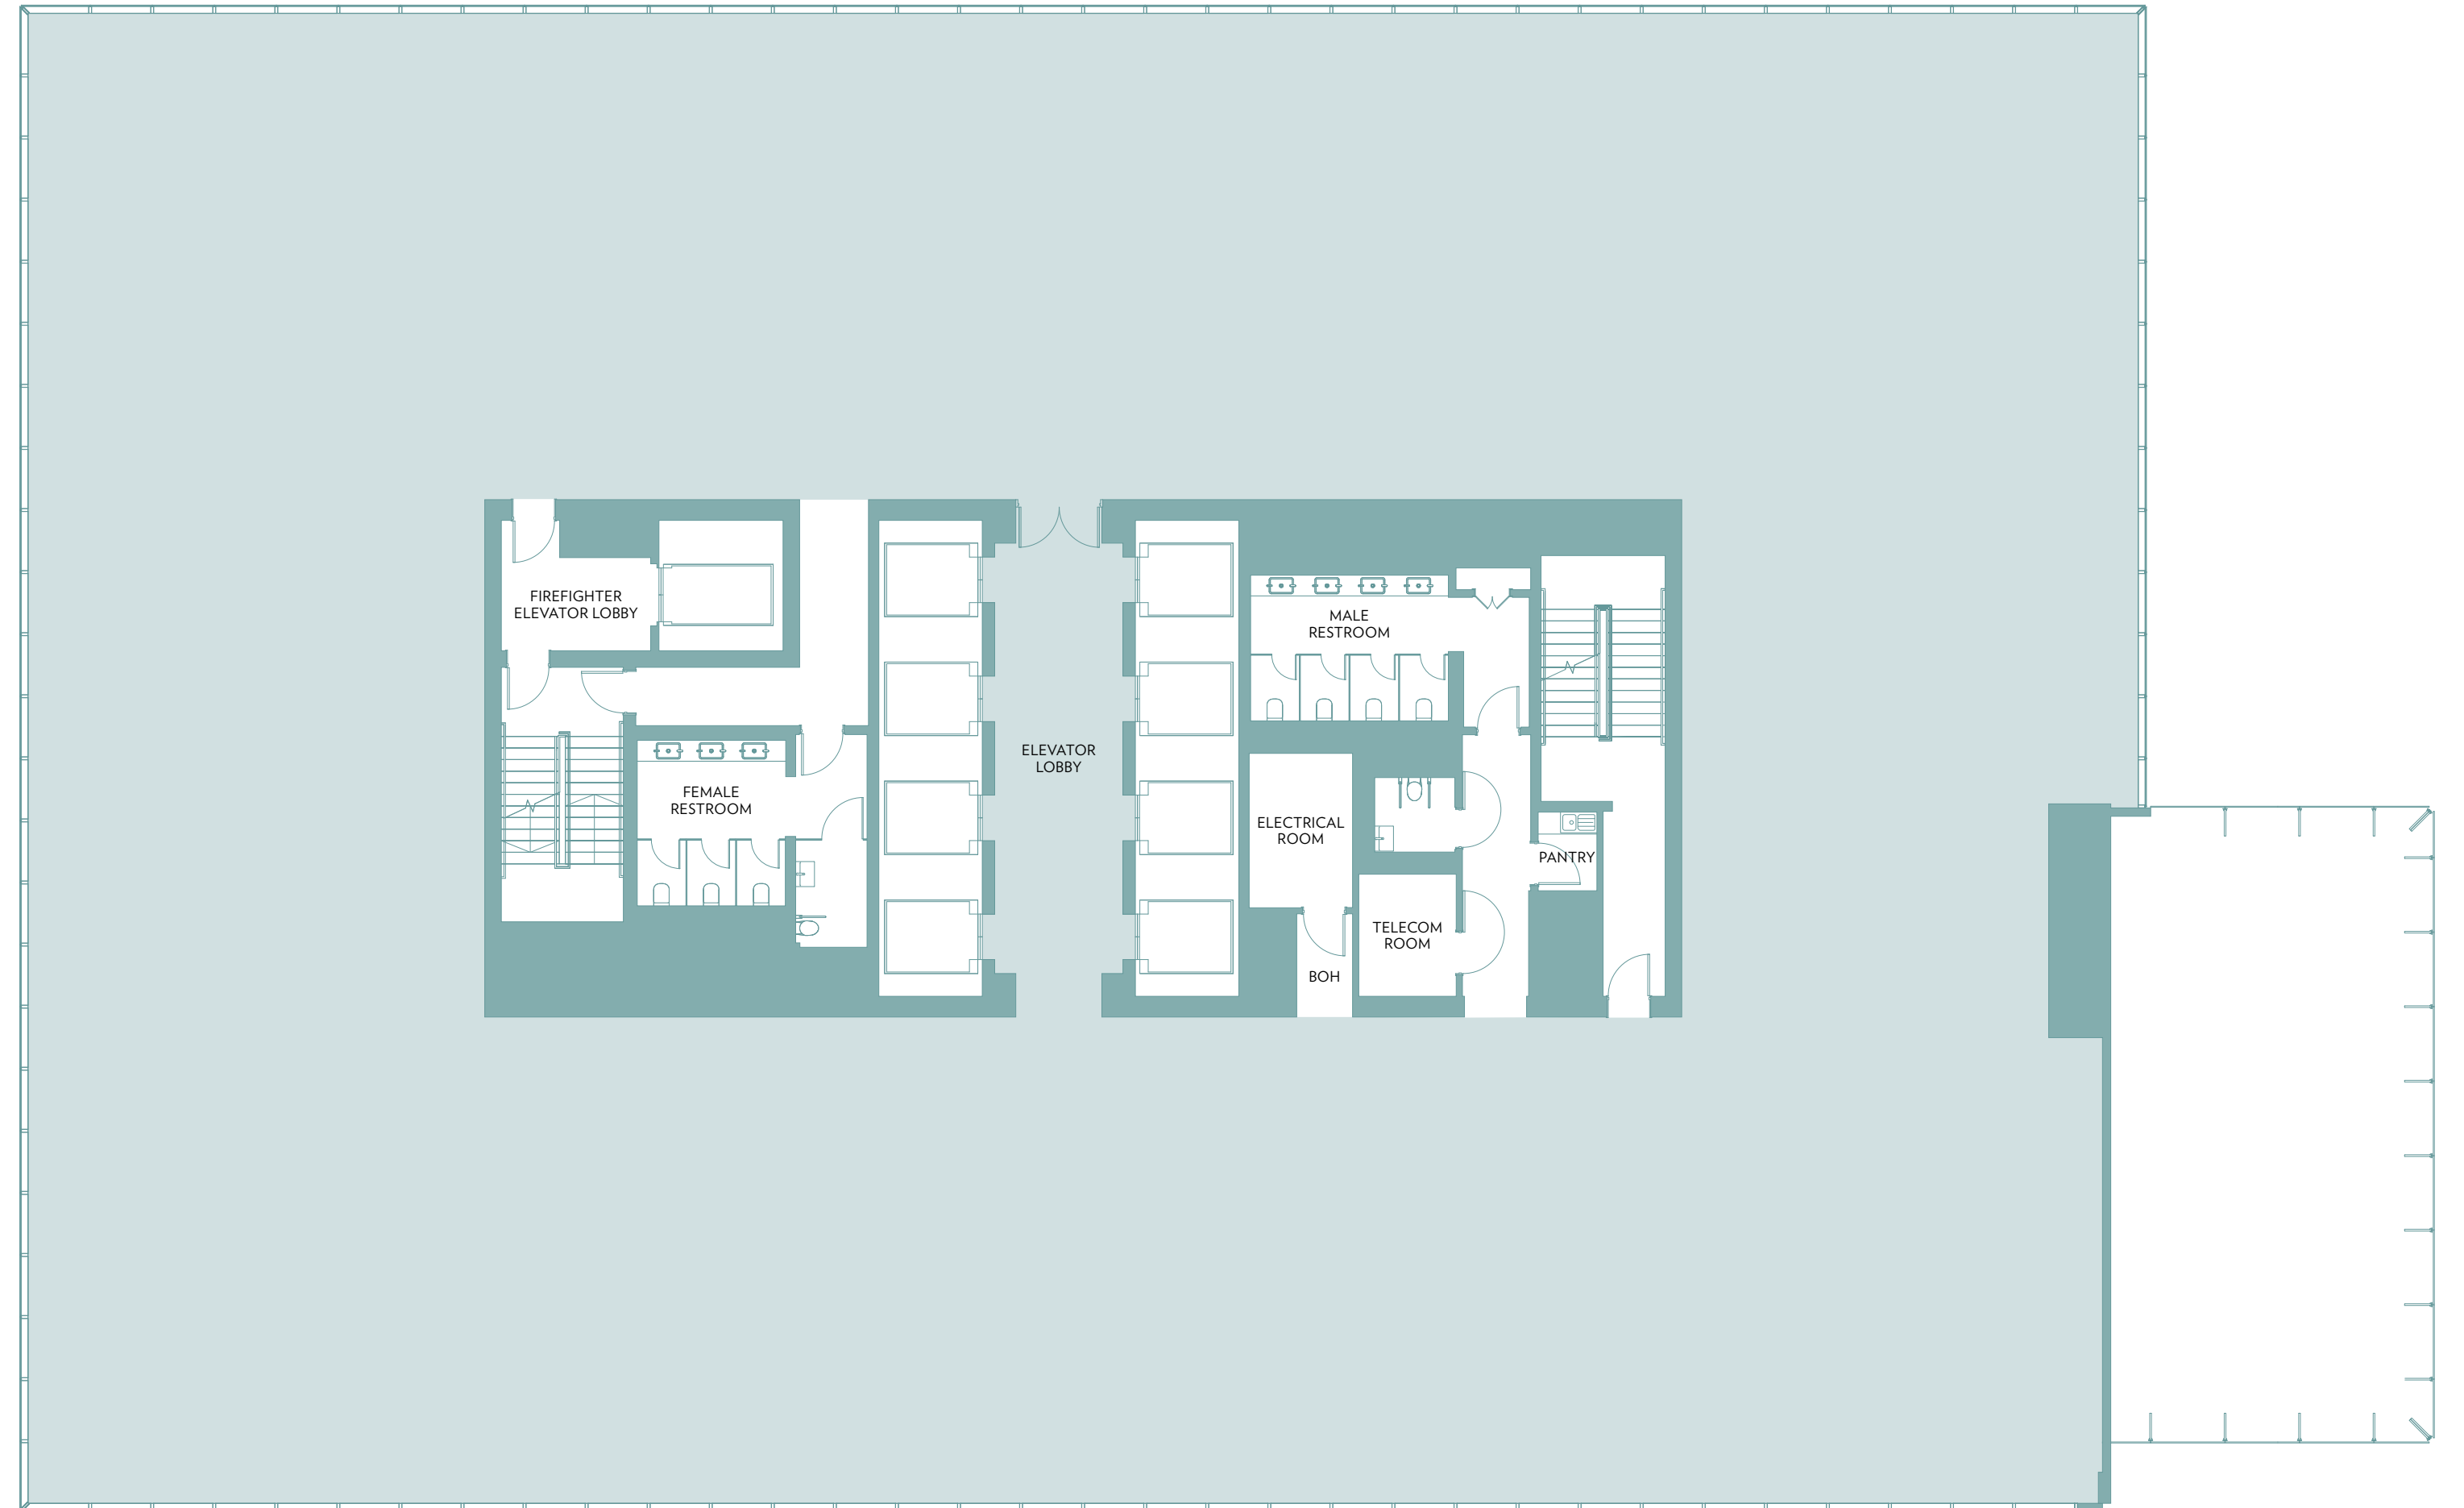 FIREFIGHTER
ELEVATOR LOBBY
MALE
RESTROOM
ELEVATOR
LOBBY
FEMALE
RESTROOM
ELECTRICAL
ROOM
PANTRY
TELECOM
ROOM
BOH